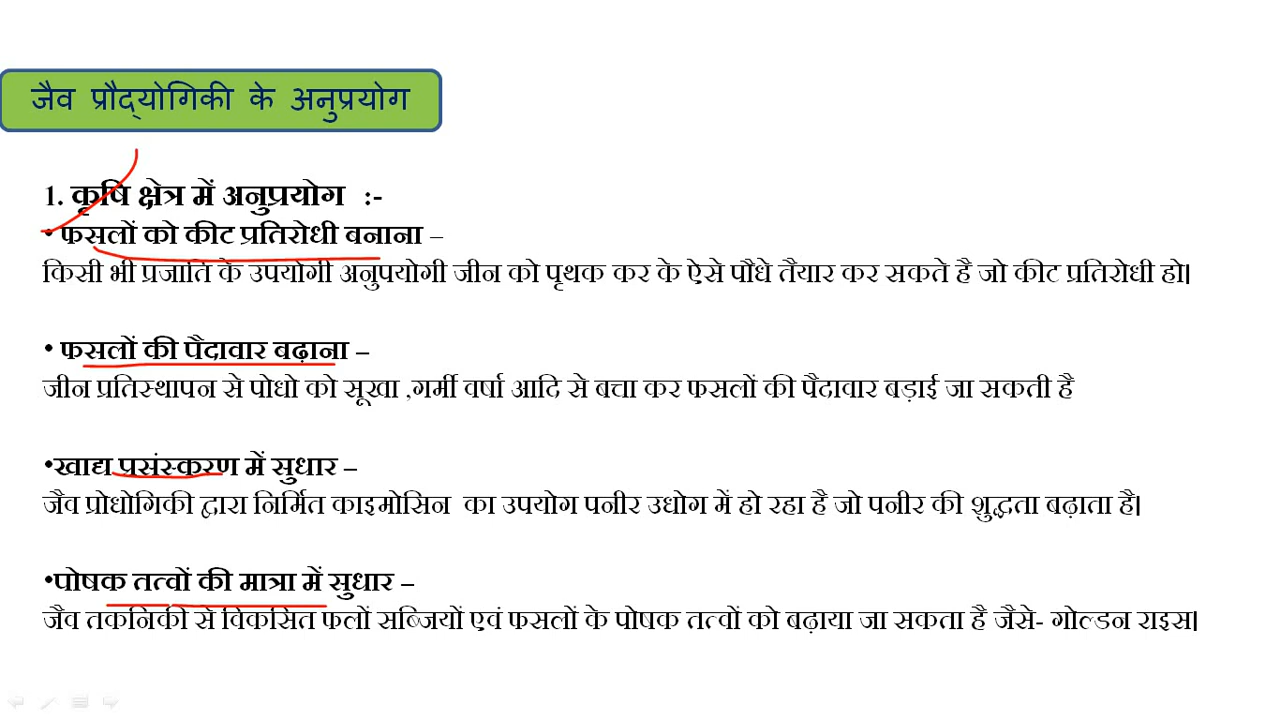 जैव प्रौद्योगिकी के अनुप्रयोग
1. कृषि क्षेत्र में अनुप्रयोग :-
• फसलों को कीट प्रतिरोधी बनाना –
किसी भी प्रजाति के उपयोगी अनुपयोगी जीन को पृथक कर के ऐसे पौधे तैयार कर सकते है जो कीट प्रतिरोधी हो|
• फसलों की पैदावार बढ़ाना –
जीन प्रतिस्थापन से पोधो को सूखा ,गर्मी वर्षा आदि से बचा कर फसलों की पैदावार बड़ाई जा सकती है
•खाद्य प्रसंस्करण में सुधार –
जैव प्रोधोगिकी द्वारा निर्मित काइमोसिन का उपयोग पनीर उधोग में हो रहा है जो पनीर की शुद्धता बढ़ाता है|
•पोषक तत्वों की मात्रा में सुधार –
जैव तकनिकी से विकसित फलों सब्जियों एवं फसलों के पोषक तत्वों को बढ़ाया जा सकता है जैसे- गोल्डन राइस|